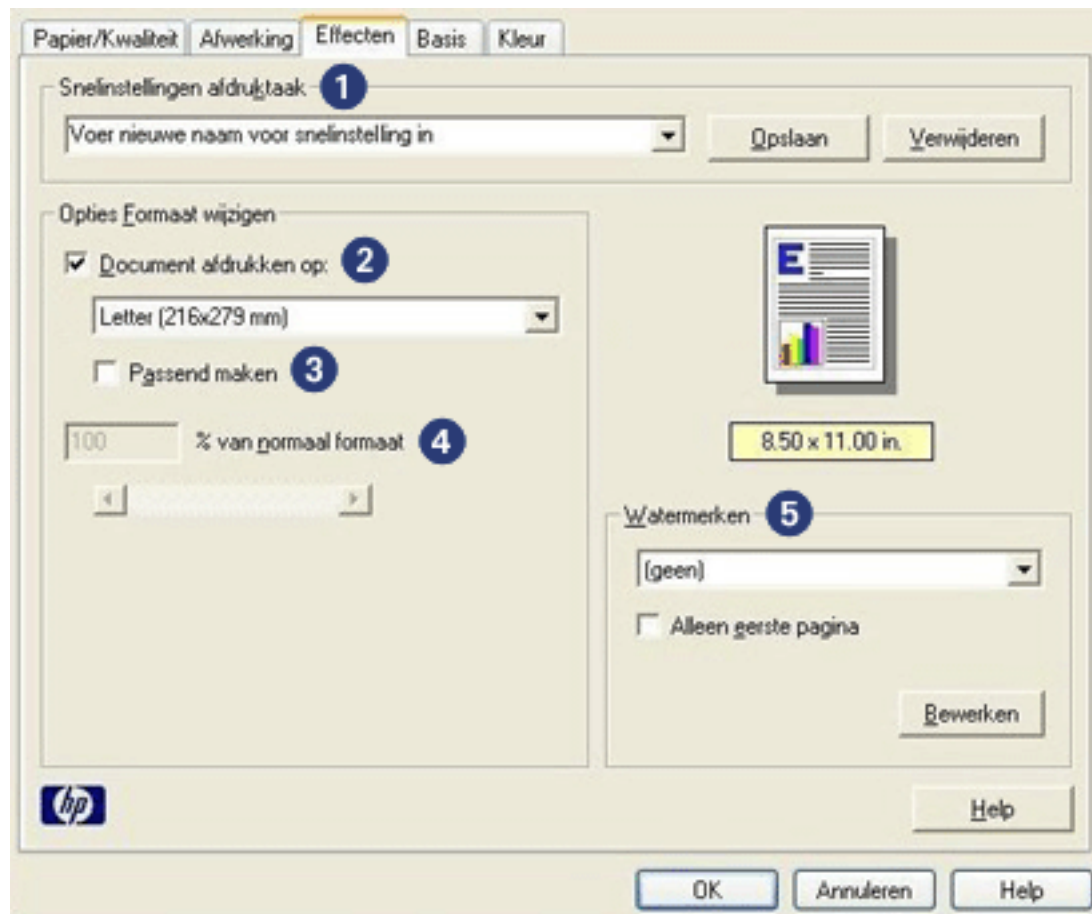 Papier/Kwaliteit Afwerking Effecten Basis Kleur
Snelinstellingen afdruktaak 1
Voer nieuwe naam voor snelinstelling in Opslaan Verwijderen
Opties Formaat wijzigen
Document afdrukken op: 2
Letter (216x279 mm)
Passend maken 3
100 % van normaal formaat 4
E
8.50 x 11.00 in.
Watermerken 5
(geen)
Alleen eerste pagina
Bewerken
hp Help
OK Annuleren Help